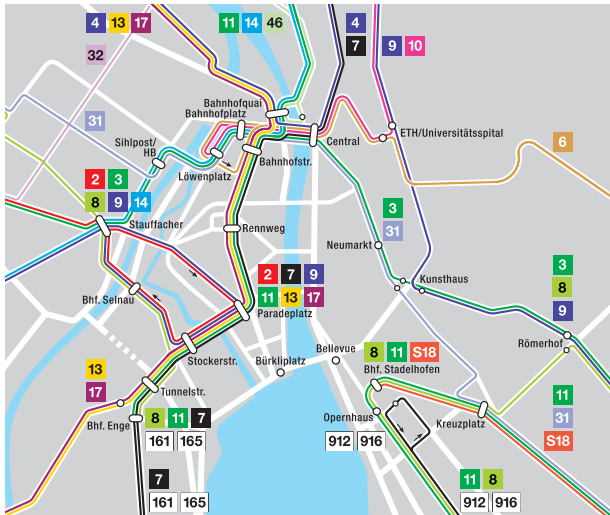 4 13 17
11 14 46
4
7
9 10
32
Bahnhofquai
Bahnhofplatz
31
Sihlpost/
HB
Central
ETH/Universitätsspital
6
Löwenplatz
Bahnhofstr.
2 3
8 9 14
Stauffacher
Rennweg
3
31
Neumarkt
Kunsthaus
3
8
9
2 7 9
11 13 17
Paradeplatz
Bhf. Selnau
Römerhof
Stockerstr.
Bürkliplatz
Bellevue
8 11 S18
Bhf. Stadelhofen
13
17
Tunnelstr.
Bhf. Enge
8 11 7
161 165
Opernhaus
912 916
Kreuzplatz
11
31
S18
7
161 165
11 8
912 916